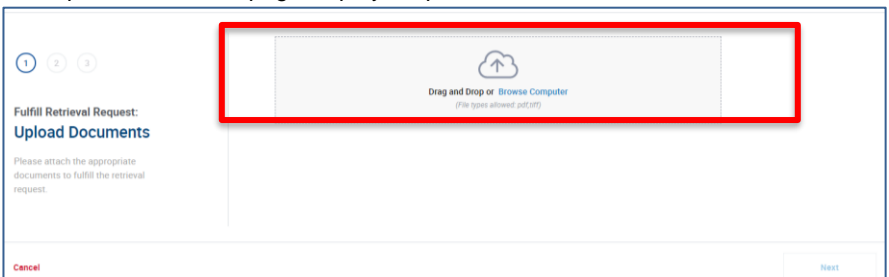 1 2 3
Drag and Drop or Browse Computer
(File types allowed:pdf,tiff)
Fulfill Retrieval Request:
Upload Documents
Please attach the appropriate
documents to fulfill the retrieval
request.
Cancel
Next